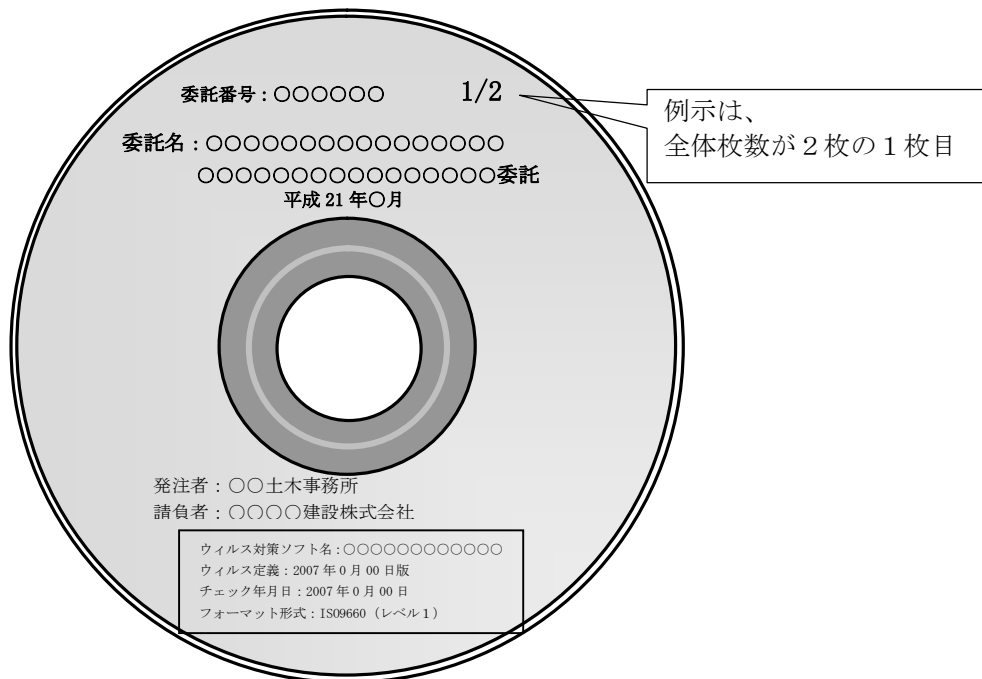 委託番号：○○○○○○ 1/2
例示は、
全体枚数が２枚の１枚目
委託名：○○○○○○○○○○○○○○○○
○○○○○○○○○○○○○○○○委託
平成 21 年○月
発注者：○○土木事務所
請負者：○○○○建設株式会社
ウィルス対策ソフト名：○○○○○○○○○○○○
ウィルス定義：2007 年 0 月 00 日版
チェック年月日：2007 年 0 月 00 日
フォーマット形式：ISO9660（レベル１）